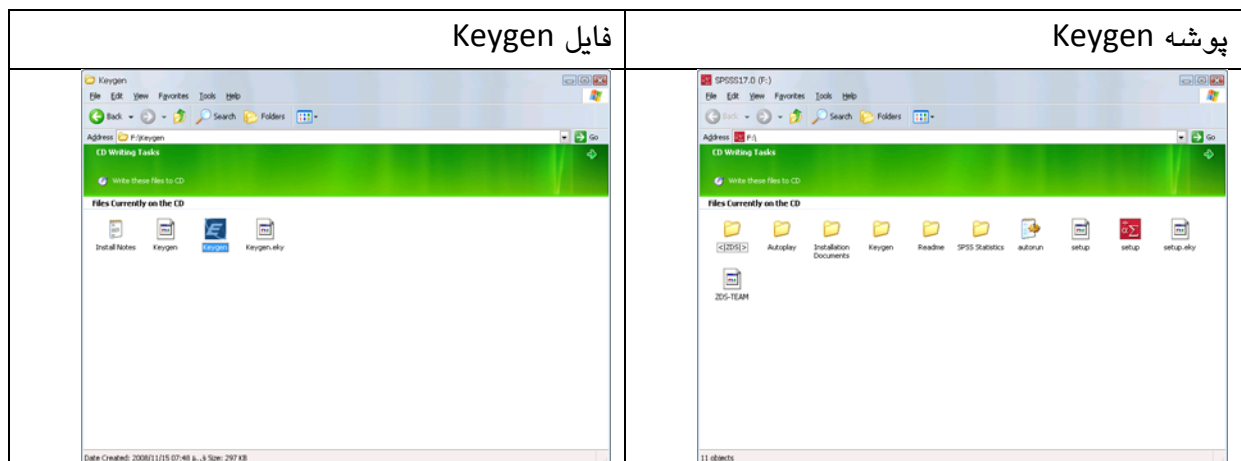 پوشه Keygen
فایل Keygen
SPSS17.0 (F:)
File Edit View Favorites Tools Help
Back Search Folders
Address F:\ Go
CD Writing Tasks
Write these files to CD
Files Currently on the CD
<|ZDS|> Autoplay Installation Documents Keygen Readme SPSS Statistics autorun setup setup setup.eky
ZDS-TEAM
11 objects
Keygen
File Edit View Favorites Tools Help
Back Search Folders
Address F:\Keygen Go
CD Writing Tasks
Write these files to CD
Files Currently on the CD
Install Notes Keygen Keygen Keygen.eky
Date Created: 2008/11/15 07:48 Size: 297 KB